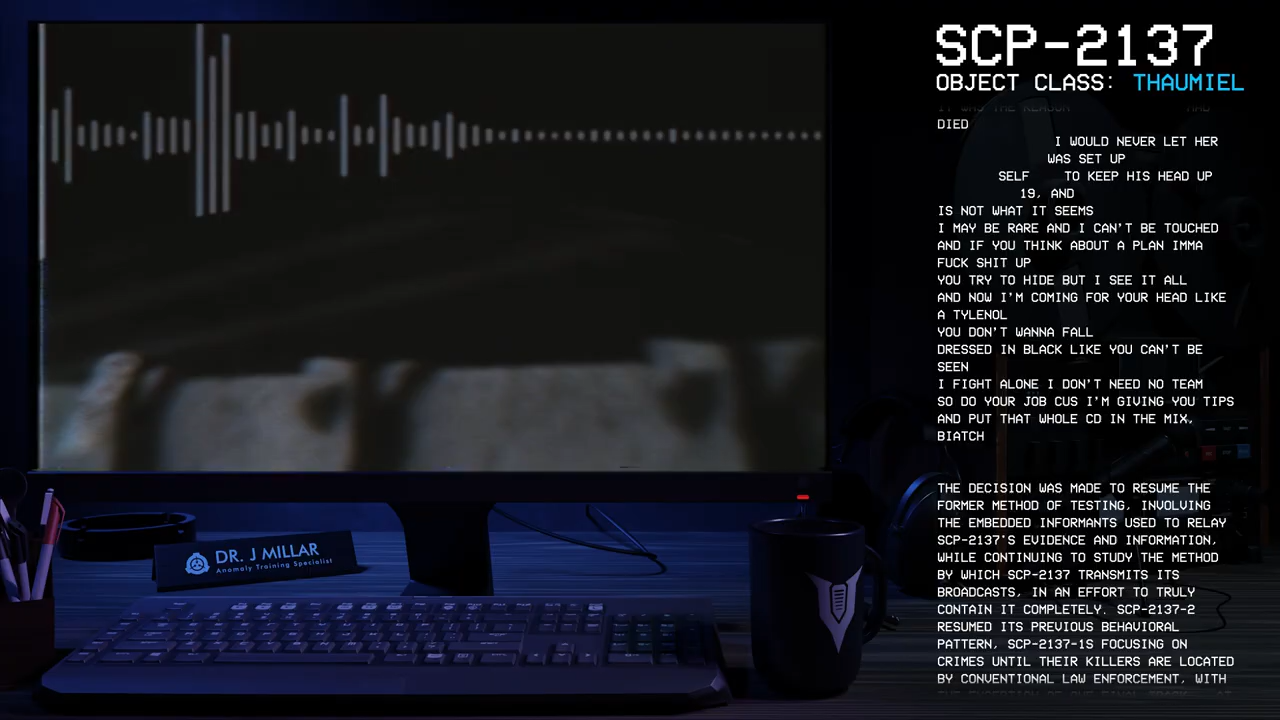 SCP-2137
OBJECT CLASS: THAUMIEL
IT WAS THE REASON HAD
DIED
I WOULD NEVER LET HER
WAS SET UP
SELF TO KEEP HIS HEAD UP
19, AND
IS NOT WHAT IT SEEMS
I MAY BE RARE AND I CAN'T BE TOUCHED
AND IF YOU THINK ABOUT A PLAN IMMA
FUCK SHIT UP
YOU TRY TO HIDE BUT I SEE IT ALL
AND NOW I'M COMING FOR YOUR HEAD LIKE
A TYLENOL
YOU DON'T WANNA FALL
DRESSED IN BLACK LIKE YOU CAN'T BE
SEEN
I FIGHT ALONE I DON'T NEED NO TEAM
SO DO YOUR JOB CUS I'M GIVING YOU TIPS
AND PUT THAT WHOLE CD IN THE MIX,
BIATCH
THE DECISION WAS MADE TO RESUME THE
FORMER METHOD OF TESTING, INVOLVING
THE EMBEDDED INFORMANTS USED TO RELAY
SCP-2137'S EVIDENCE AND INFORMATION,
WHILE CONTINUING TO STUDY THE METHOD
BY WHICH SCP-2137 TRANSMITS ITS
BROADCASTS, IN AN EFFORT TO TRULY
CONTAIN IT COMPLETELY. SCP-2137-2
RESUMED ITS PREVIOUS BEHAVIORAL
PATTERN, SCP-2137-1S FOCUSING ON
CRIMES UNTIL THEIR KILLERS ARE LOCATED
BY CONVENTIONAL LAW ENFORCEMENT, WITH
DR. J MILLAR
Anomaly Training Specialist